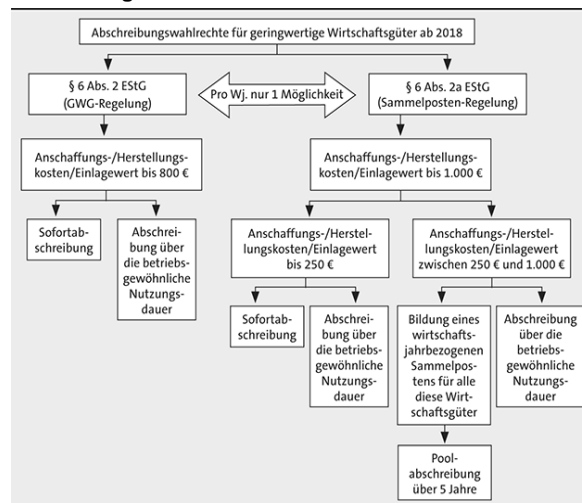 Abschreibungswahlrechte für geringwertige Wirtschaftsgüter ab 2018
§ 6 Abs. 2 EStG
(GWG-Regelung)
Pro Wj. nur 1 Möglichkeit
§ 6 Abs. 2a EStG
(Sammelposten-Regelung)
Anschaffungs-/Herstellungs-
kosten/Einlagewert bis 800 €
Anschaffungs-/Herstellungs-
kosten/Einlagewert bis 1.000 €
Sofortab-
schreibung
Abschrei-
bung über
die betriebs-
gewöhnliche
Nutzungs-
dauer
Anschaffungs-/Herstel-
lungskosten/Einlagewert
bis 250 €
Anschaffungs-/Herstel-
lungskosten/Einlagewert
zwischen 250 € und 1.000 €
Sofortab-
schreibung
Abschrei-
bung über
die betriebs-
gewöhnliche
Nutzungs-
dauer
Bildung eines
wirtschafts-
jahrbezogenen
Sammelpos-
tens für alle
diese Wirt-
schaftsgüter
Abschreibung
über die
betriebs-
gewöhnliche
Nutzungs-
dauer
Pool-
abschreibung
über 5 Jahre